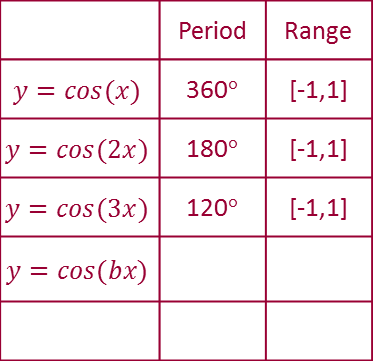 Period Range
y = cos(x) 360° [-1,1]
y = cos(2x) 180° [-1,1]
y = cos(3x) 120° [-1,1]
y = cos(bx)